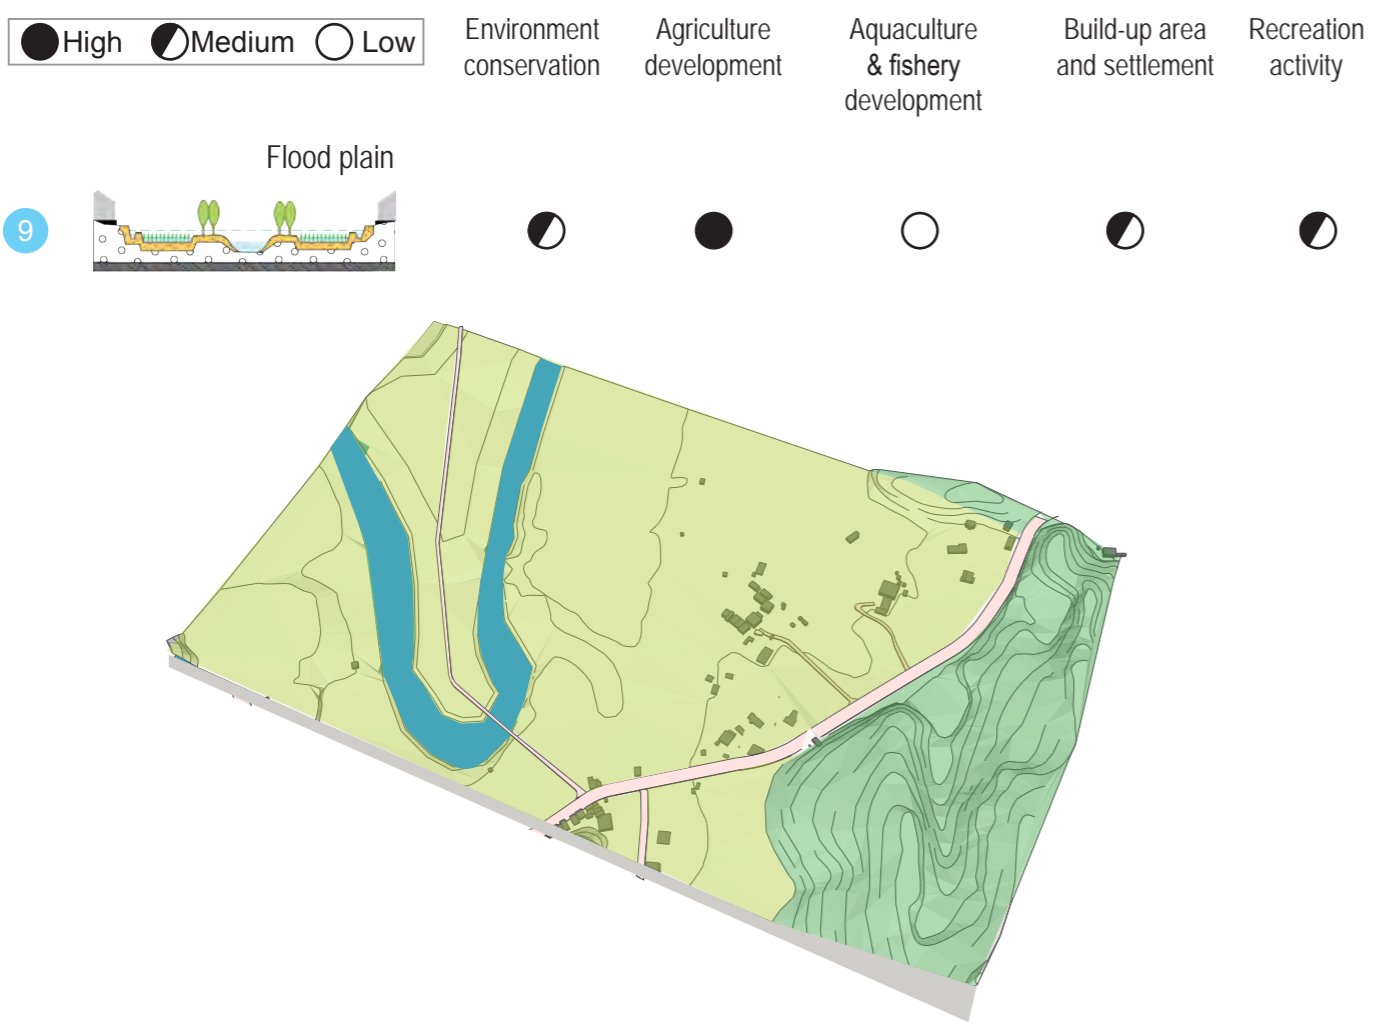 High Medium Low
Environment
conservation
Agriculture
development
Aquaculture
& fishery
development
Build-up area
and settlement
Recreation
activity
Flood plain
9